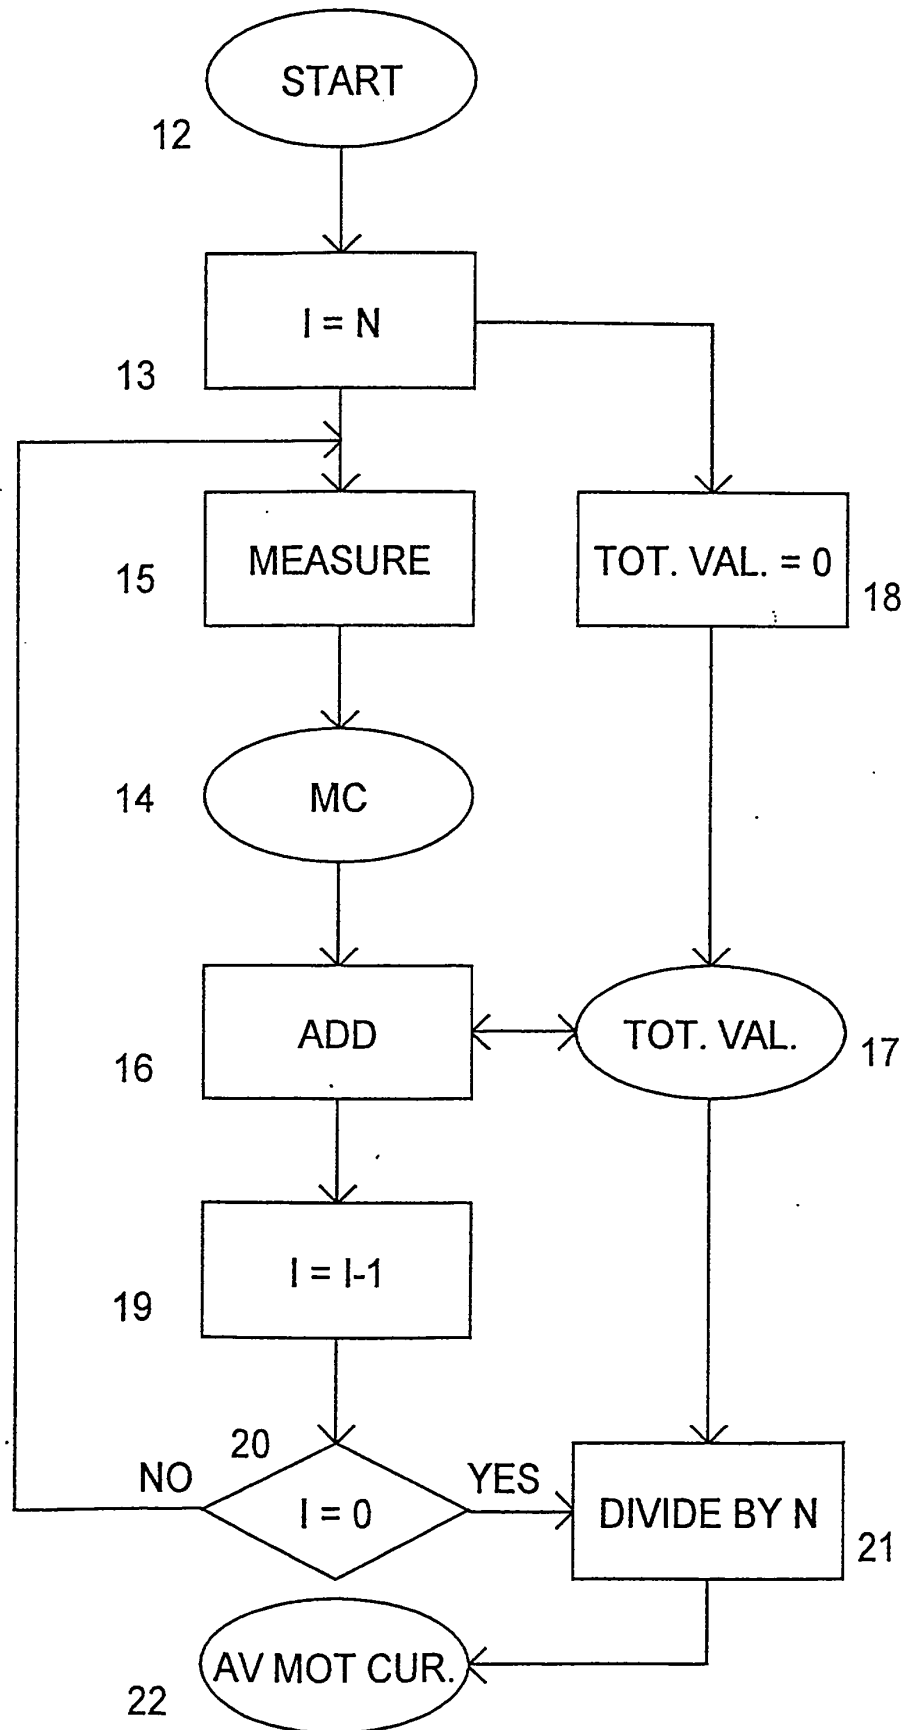 START
12
I = N
13
MEASURE
15
TOT. VAL. = 0
18
MC
14
ADD
16
TOT. VAL.
17
I = I-1
19
20
NO
YES
I = 0
DIVIDE BY N
21
AV MOT CUR.
22